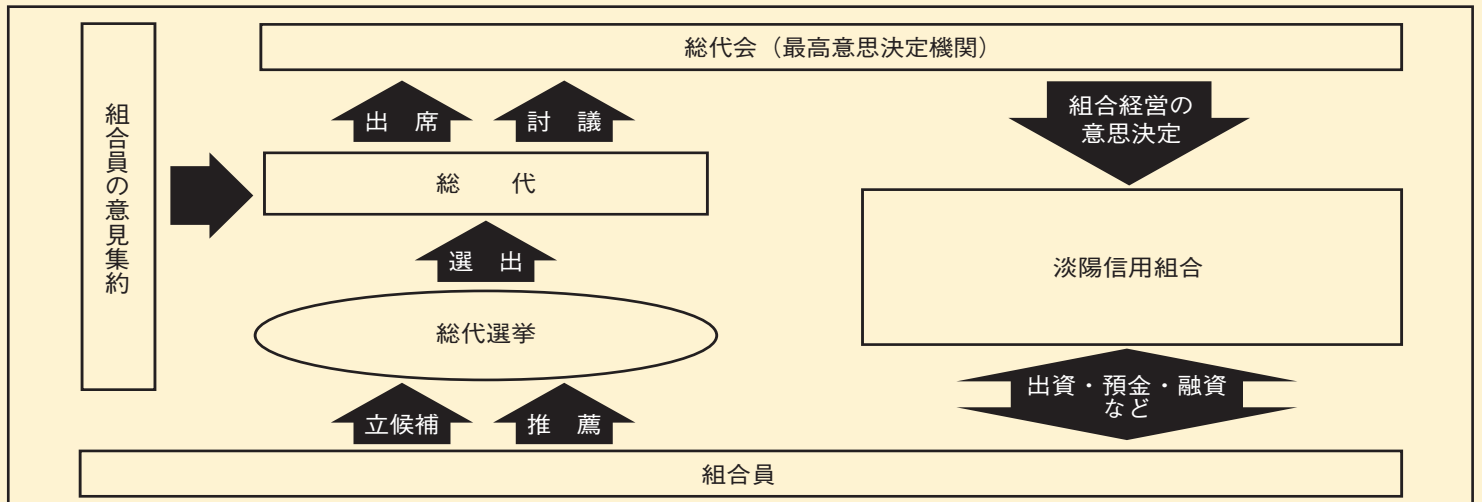 総代会（最高意思決定機関）
組合員の意見集約
出　席
討　議
組合経営の
意思決定
総　　代
選　出
淡陽信用組合
総代選挙
立候補
推　薦
出資・預金・融資
など
組合員